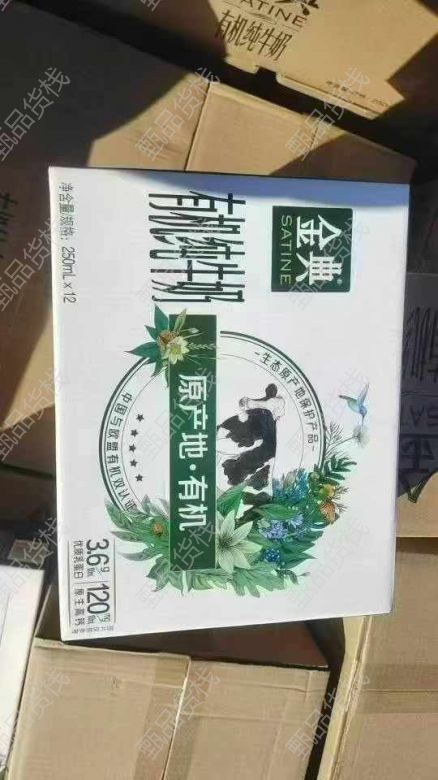 金典
SATINE
有机纯牛奶
净含量规格：250mL x 12
生态原产地保护产品
原产地·有机
中国与欧盟有机双认证
3.6g
优质乳蛋白
120mg
原生高钙
SATINE
有机纯牛奶
甄品货栈